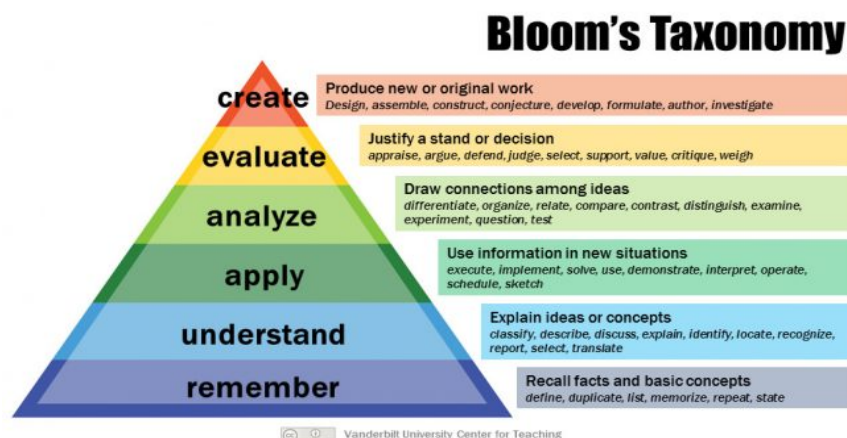 Bloom's Taxonomy
create
Produce new or original work
Design, assemble, construct, conjecture, develop, formulate, author, investigate
evaluate
Justify a stand or decision
appraise, argue, defend, judge, select, support, value, critique, weigh
analyze
Draw connections among ideas
differentiate, organize, relate, compare, contrast, distinguish, examine,
experiment, question, test
apply
Use information in new situations
execute, implement, solve, use, demonstrate, interpret, operate,
schedule, sketch
understand
Explain ideas or concepts
classify, describe, discuss, explain, identify, locate, recognize,
report, select, translate
remember
Recall facts and basic concepts
define, duplicate, list, memorize, repeat, state
cc Vanderbilt University Center for Teaching